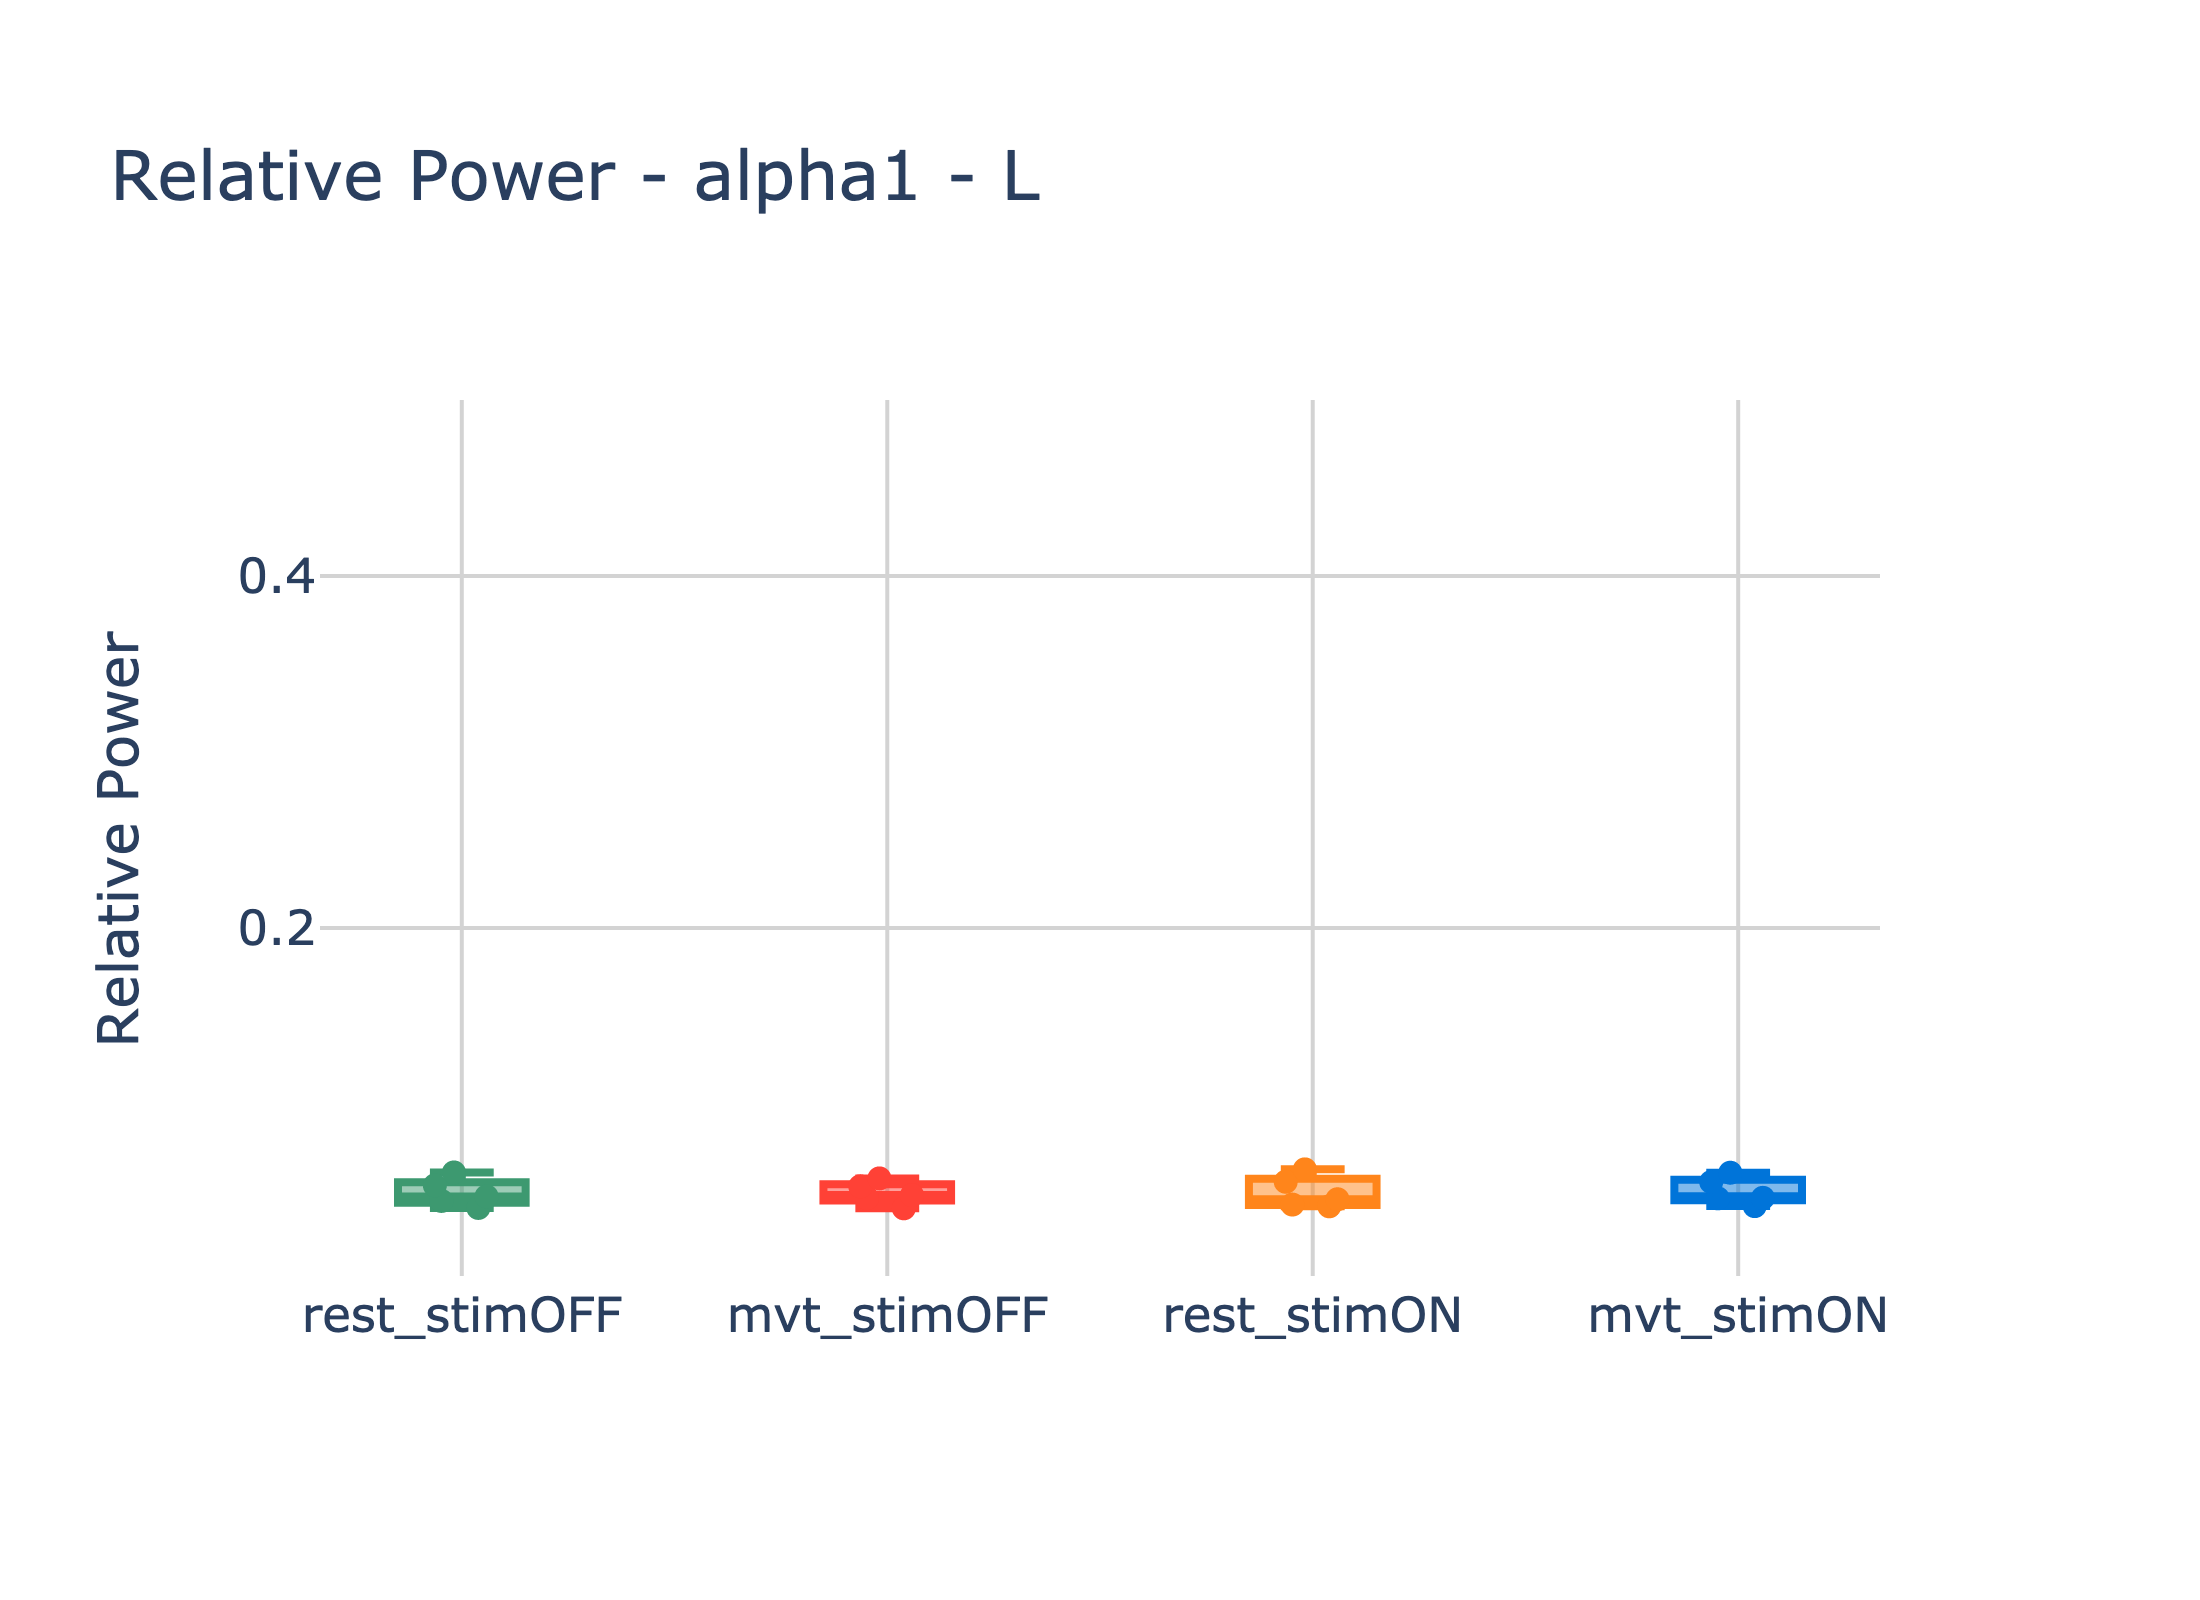 Relative Power - alpha1 - L
0.4
0.2
Relative Power
rest_stimOFF
mvt_stimOFF
rest_stimON
mvt_stimON